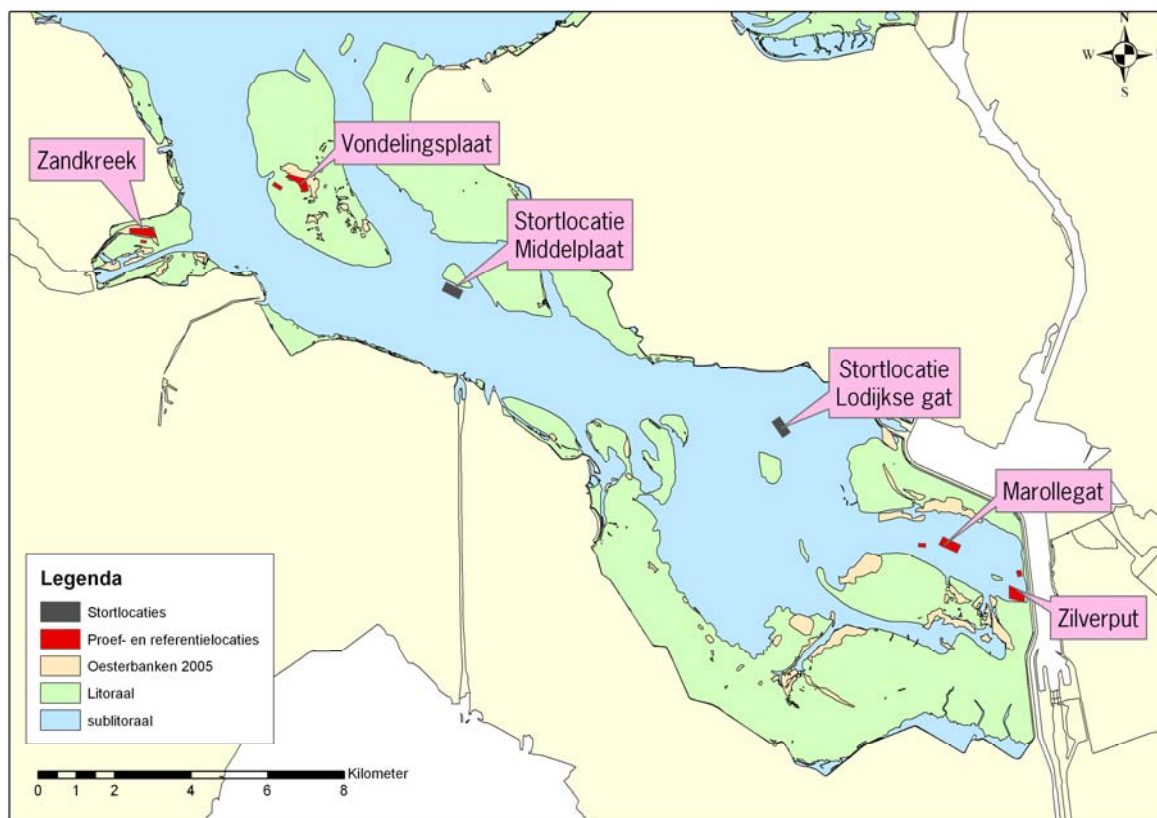 N
W
S
Vondelingsplaat
Zandkreek
Stortlocatie
Middelplaat
Stortlocatie
Lodijkse gat
Marollegat
Zilverput
Legenda
Stortlocaties
Proef- en referentielocaties
Oesterbanken 2005
Litoraal
sublitoraal
Kilometer
0 1 2 4 6 8